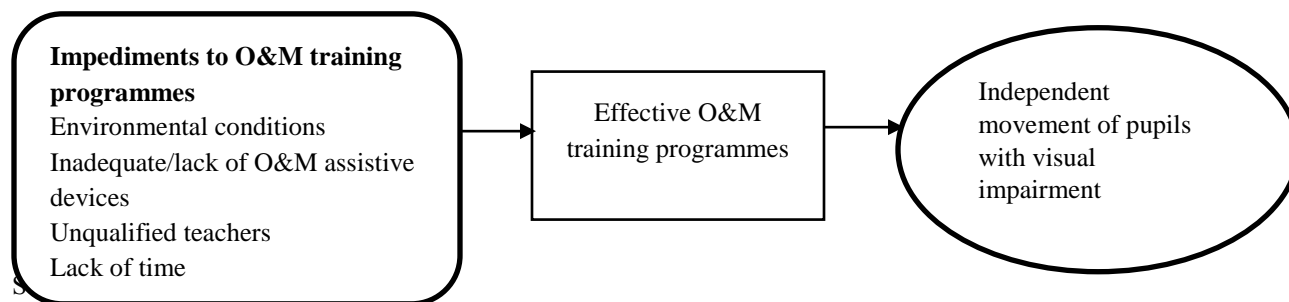 Impediments to O&M training
programmes
Environmental conditions
Inadequate/lack of O&M assistive
devices
Unqualified teachers
Lack of time
Effective O&M
training programmes
Independent
movement of pupils
with visual
impairment